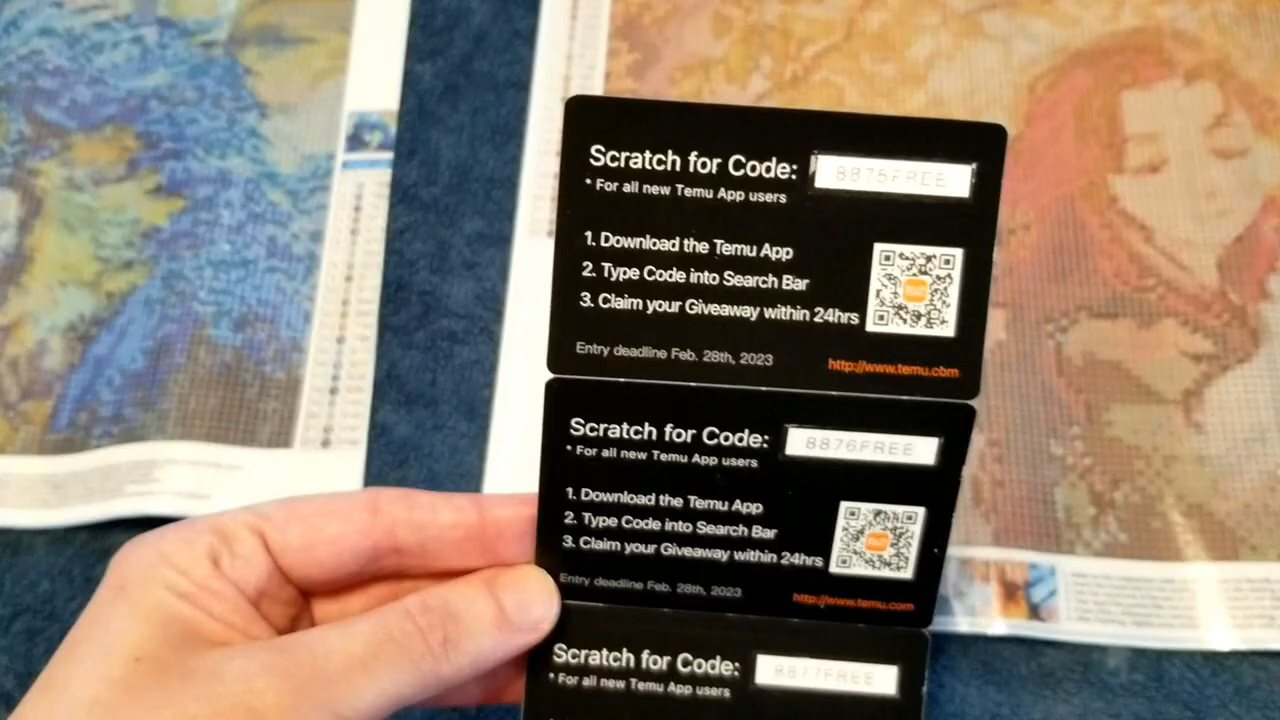 Scratch for Code: 8875FREE
* For all new Temu App users
1. Download the Temu App
2. Type Code into Search Bar
3. Claim your Giveaway within 24hrs
Entry deadline Feb. 28th, 2023
http://www.temu.com
Scratch for Code: 8876FREE
* For all new Temu App users
1. Download the Temu App
2. Type Code into Search Bar
3. Claim your Giveaway within 24hrs
Entry deadline Feb. 28th, 2023
http://www.temu.com
Scratch for Code: 8877FREE
* For all new Temu App users